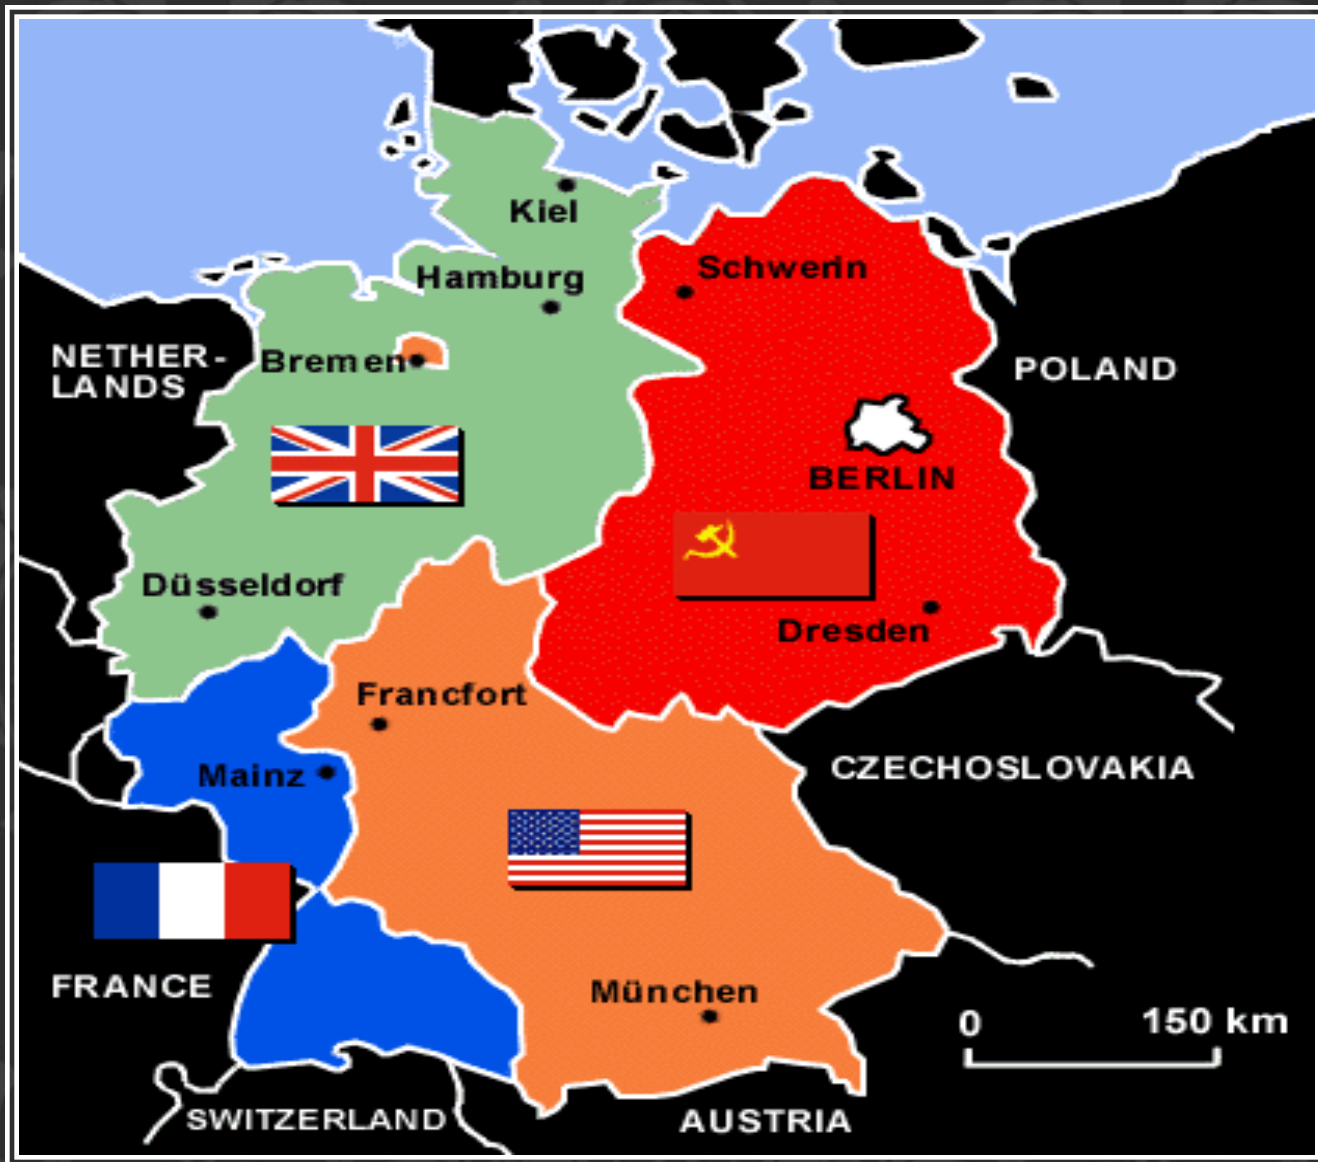 Kiel
Schwerin
Hamburg
NETHER-
LANDS
Bremen
POLAND
BERLIN
Düsseldorf
Dresden
Francfort
Mainz
CZECHOSLOVAKIA
FRANCE
München
0 150 km
SWITZERLAND
AUSTRIA